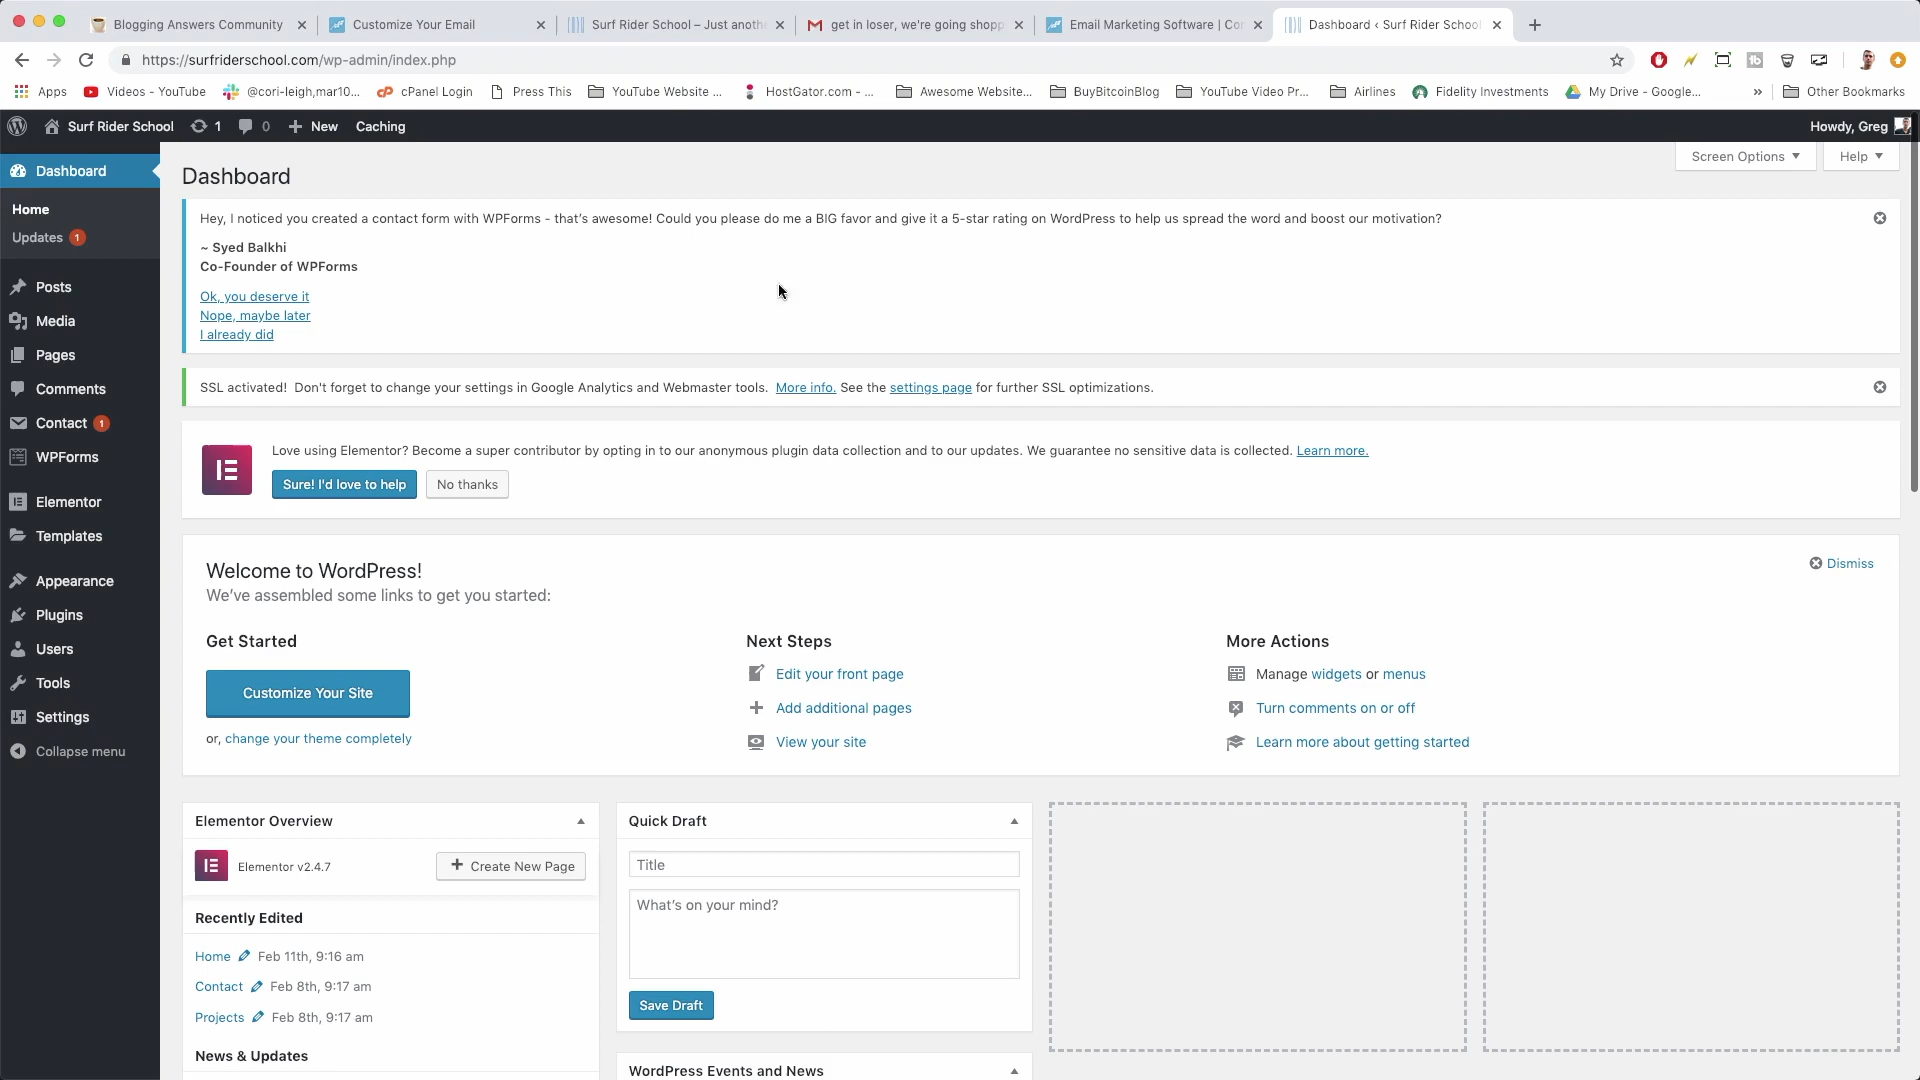 Blogging Answers Community
Customize Your Email
Surf Rider School – Just anoth
get in loser, we're going shopp
Email Marketing Software | Co
Dashboard ‹ Surf Rider School
https://surfriderschool.com/wp-admin/index.php
Apps
Videos - YouTube
@cori-leigh,mar10...
cPanel Login
Press This
YouTube Website ...
HostGator.com - ...
Awesome Website...
BuyBitcoinBlog
YouTube Video Pr...
Airlines
Fidelity Investments
My Drive - Google...
»
Other Bookmarks
Surf Rider School
1
0
New
Caching
Howdy, Greg
Dashboard
Home
Updates 1
Posts
Media
Pages
Comments
Contact 1
WPForms
Elementor
Templates
Appearance
Plugins
Users
Tools
Settings
Collapse menu
Screen Options
Help
Dashboard
Hey, I noticed you created a contact form with WPForms - that's awesome! Could you please do me a BIG favor and give it a 5-star rating on WordPress to help us spread the word and boost our motivation?
~ Syed Balkhi
Co-Founder of WPForms
Ok, you deserve it
Nope, maybe later
I already did
SSL activated! Don't forget to change your settings in Google Analytics and Webmaster tools. More info. See the settings page for further SSL optimizations.
Love using Elementor? Become a super contributor by opting in to our anonymous plugin data collection and to our updates. We guarantee no sensitive data is collected. Learn more.
Sure! I'd love to help
No thanks
Welcome to WordPress!
We've assembled some links to get you started:
Dismiss
Get Started
Customize Your Site
or, change your theme completely
Next Steps
Edit your front page
Add additional pages
View your site
More Actions
Manage widgets or menus
Turn comments on or off
Learn more about getting started
Elementor Overview
Elementor v2.4.7
Create New Page
Recently Edited
Home Feb 11th, 9:16 am
Contact Feb 8th, 9:17 am
Projects Feb 8th, 9:17 am
News & Updates
Quick Draft
Title
What's on your mind?
Save Draft
WordPress Events and News